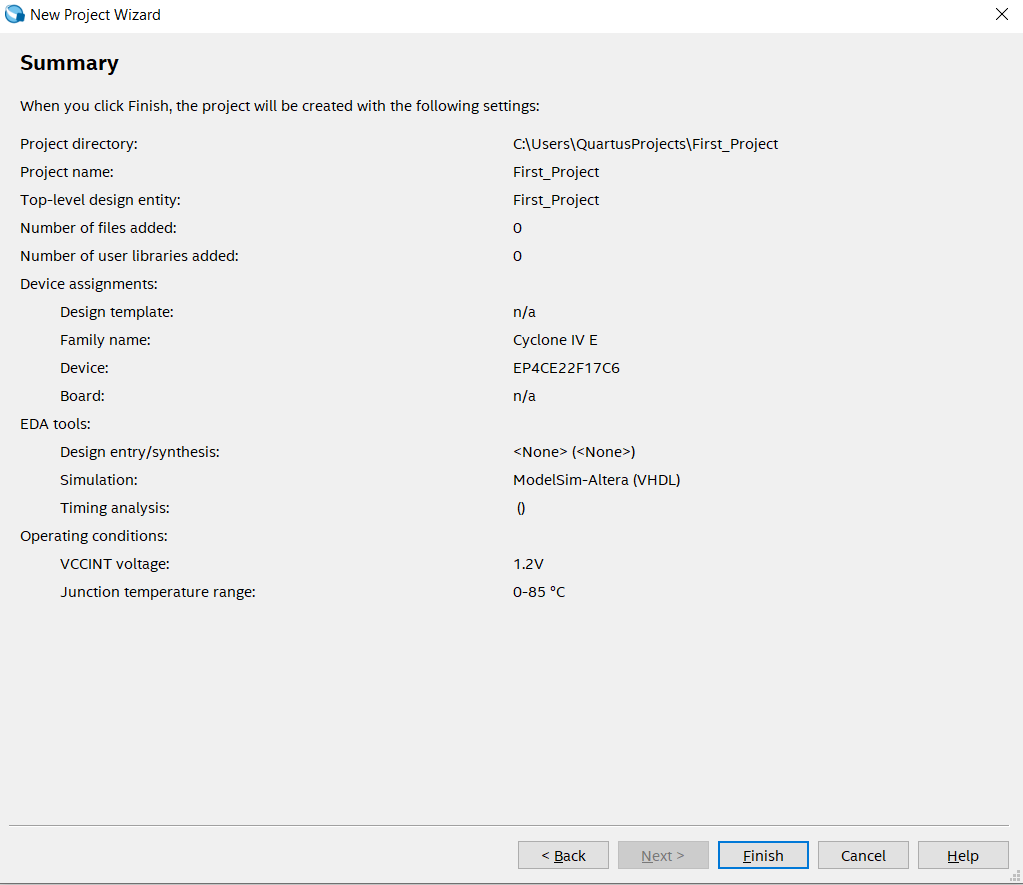 New Project Wizard
Summary
When you click Finish, the project will be created with the following settings:
Project directory: C:\Users\QuartusProjects\First_Project
Project name: First_Project
Top-level design entity: First_Project
Number of files added: 0
Number of user libraries added: 0
Device assignments:
Design template: n/a
Family name: Cyclone IV E
Device: EP4CE22F17C6
Board: n/a
EDA tools:
Design entry/synthesis: <None> (<None>)
Simulation: ModelSim-Altera (VHDL)
Timing analysis: ()
Operating conditions:
VCCINT voltage: 1.2V
Junction temperature range: 0-85 °C
< Back Next > Finish Cancel Help